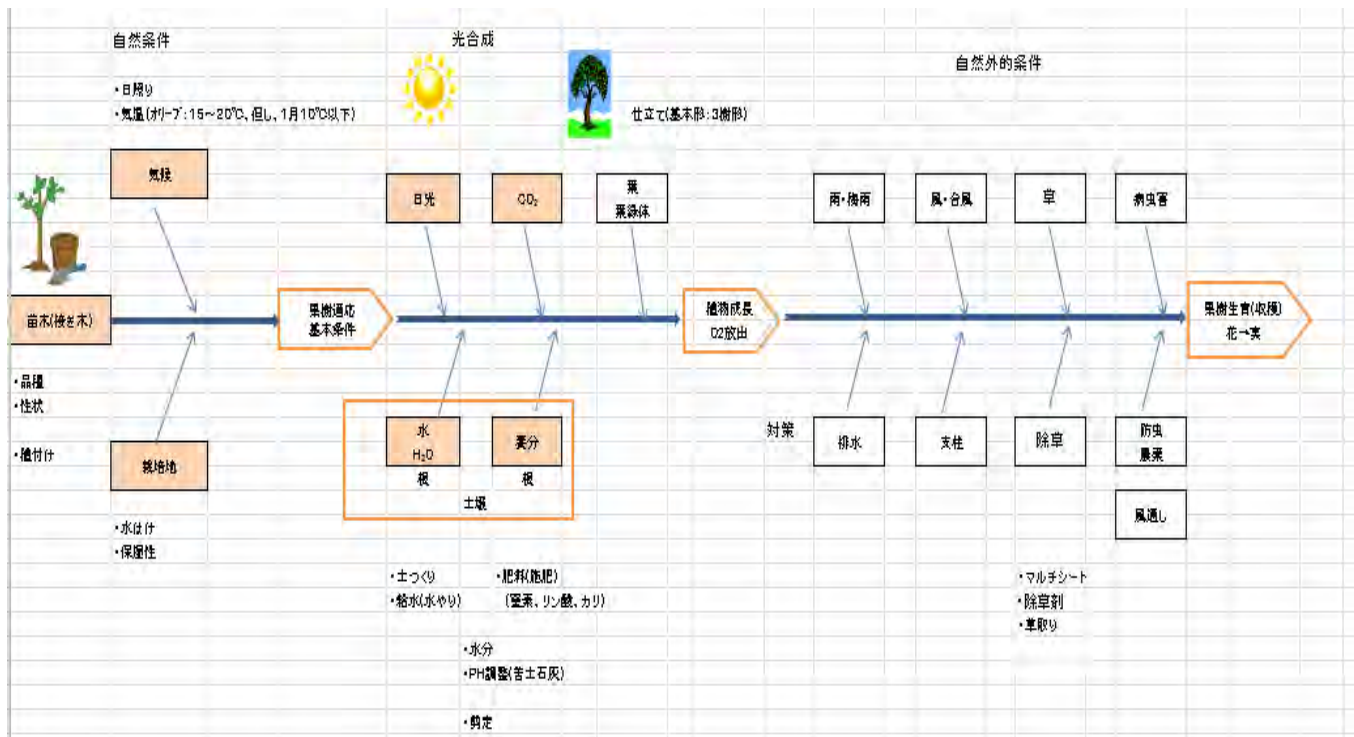 自然条件
光合成
自然外的条件
・日照り
・気温(オリーブ:15～20℃、但し、1月10℃以下)
仕立て(基本形:3樹形)
気候
日光
CO₂
葉
葉緑体
雨・梅雨
風・台風
草
病虫害
苗木(接ぎ木)
果樹適応
基本条件
植物成長
O2放出
果樹生育(収穫)
花→実
・品種
・性状
・植付け
栽培地
水
H₂O
根
養分
根
土壌
対策
排水
支柱
除草
防虫
農薬
風通し
・水はけ
・保湿性
・土つくり
・給水(水やり)
・肥料(施肥)
(窒素、リン酸、カリ)
・マルチシート
・除草剤
・草取り
・水分
・PH調整(苦土石灰)
・剪定